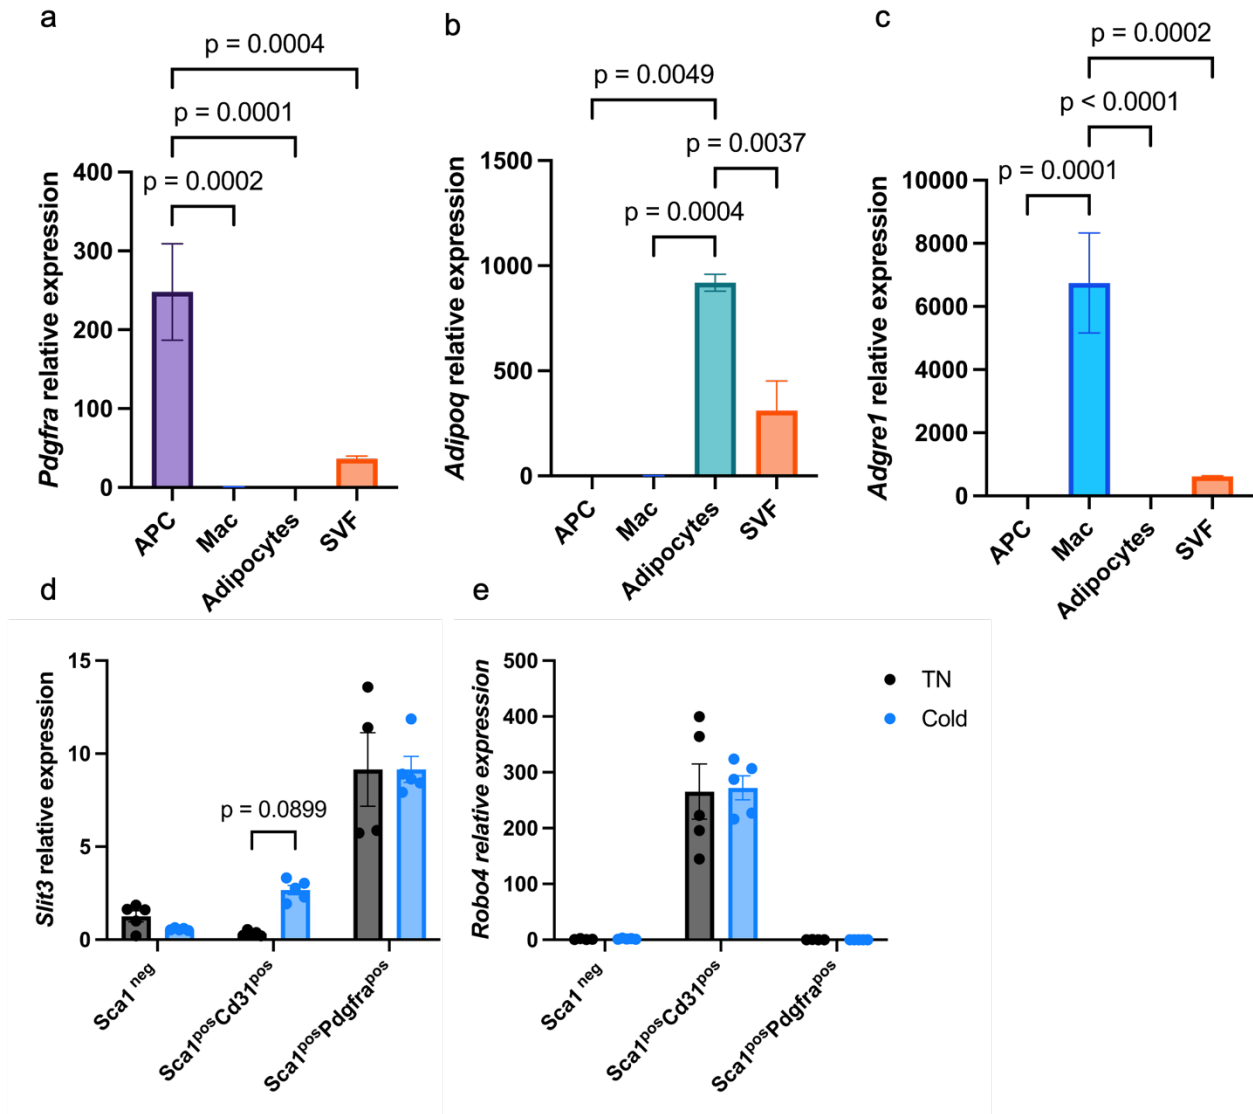 a
p = 0.0004
p = 0.0001
p = 0.0002
Pdgfra relative expression
400
300
200
100
0
APC
Mac
Adipocytes
SVF
b
p = 0.0049
p = 0.0037
p = 0.0004
Adipoq relative expression
1500
1000
500
0
APC
Mac
Adipocytes
SVF
c
p = 0.0002
p < 0.0001
p = 0.0001
Adgre1 relative expression
10000
8000
6000
4000
2000
0
APC
Mac
Adipocytes
SVF
d
Slit3 relative expression
15
10
5
0
p = 0.0899
Sca1 neg
Sca1posCd31pos
Sca1posPdgfrapos
e
Robo4 relative expression
500
400
300
200
100
0
Sca1 neg
Sca1posCd31pos
Sca1posPdgfrapos
TN
Cold